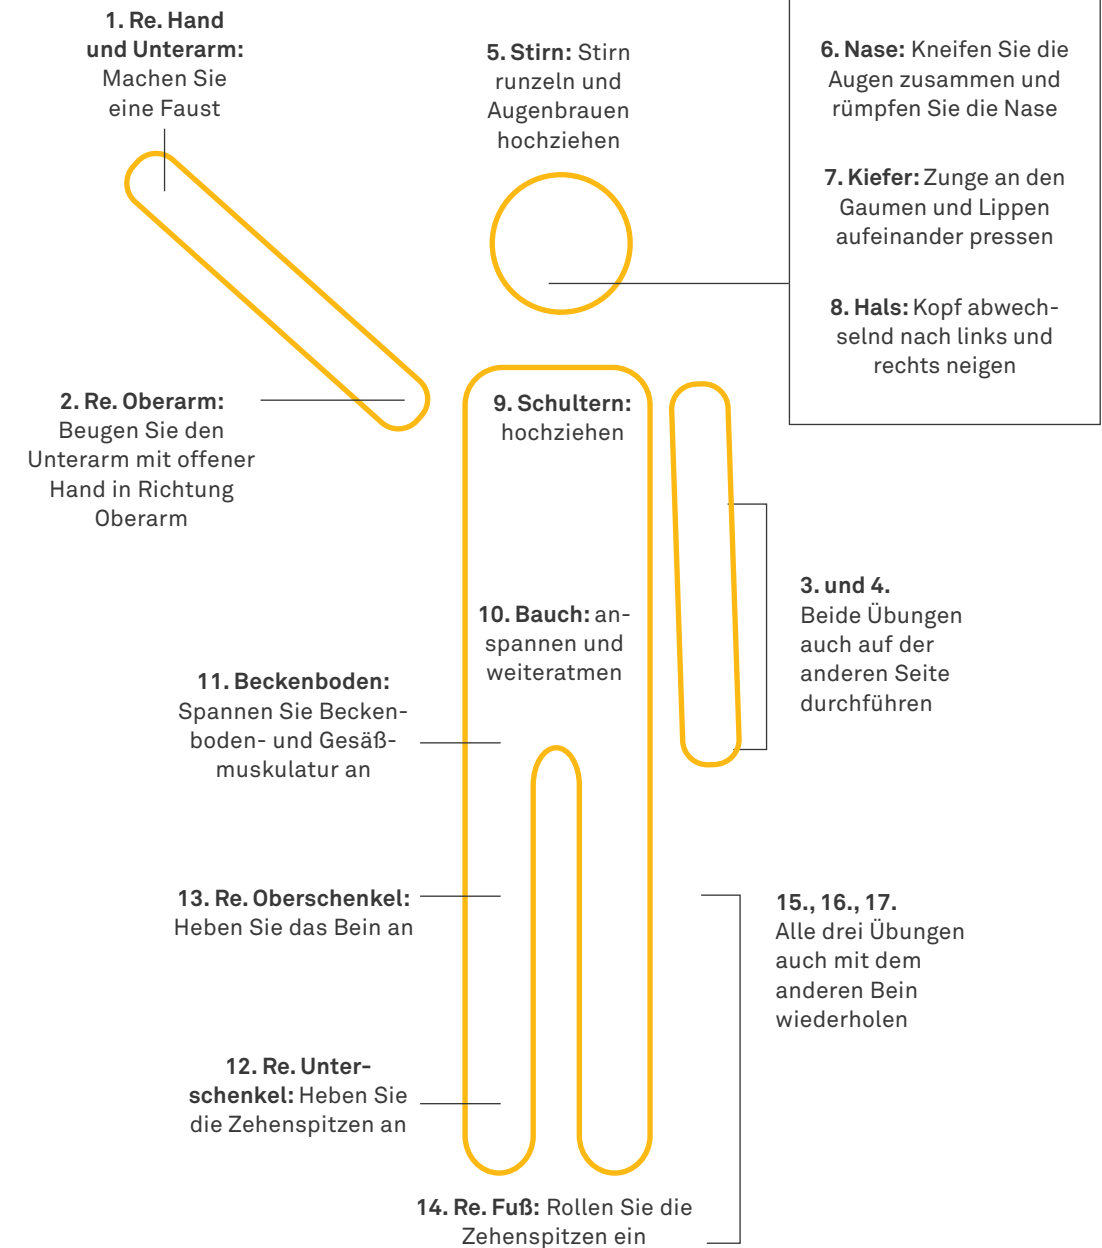 1. Re. Hand
und Unterarm:
Machen Sie
eine Faust
5. Stirn: Stirn
runzeln und
Augenbrauen
hochziehen
6. Nase: Kneifen Sie die
Augen zusammen und
rümpfen Sie die Nase
7. Kiefer: Zunge an den
Gaumen und Lippen
aufeinander pressen
8. Hals: Kopf abwech-
selnd nach links und
rechts neigen
2. Re. Oberarm:
Beugen Sie den
Unterarm mit offener
Hand in Richtung
Oberarm
9. Schultern:
hochziehen
3. und 4.
Beide Übungen
auch auf der
anderen Seite
durchführen
10. Bauch: an-
spannen und
weiteratmen
11. Beckenboden:
Spannen Sie Becken-
boden- und Gesäß-
muskulatur an
13. Re. Oberschenkel:
Heben Sie das Bein an
15., 16., 17.
Alle drei Übungen
auch mit dem
anderen Bein
wiederholen
12. Re. Unter-
schenkel: Heben Sie
die Zehenspitzen an
14. Re. Fuß: Rollen Sie die
Zehenspitzen ein